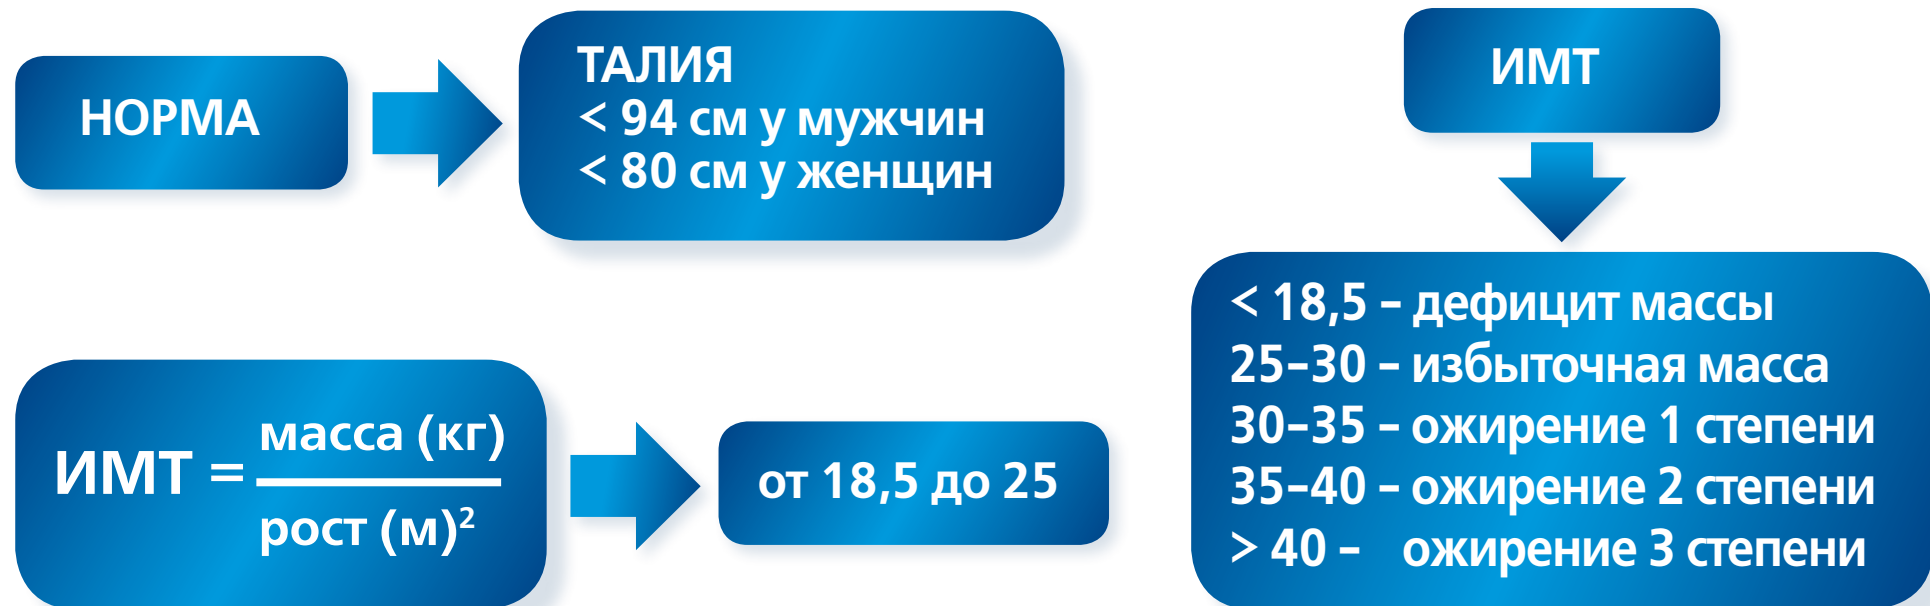 НОРМА
ТАЛИЯ
< 94 см у мужчин
< 80 см у женщин
ИМТ = масса (кг)
рост (м)²
от 18,5 до 25
ИМТ
< 18,5 – дефицит массы
25–30 – избыточная масса
30–35 – ожирение 1 степени
35–40 – ожирение 2 степени
> 40 – ожирение 3 степени